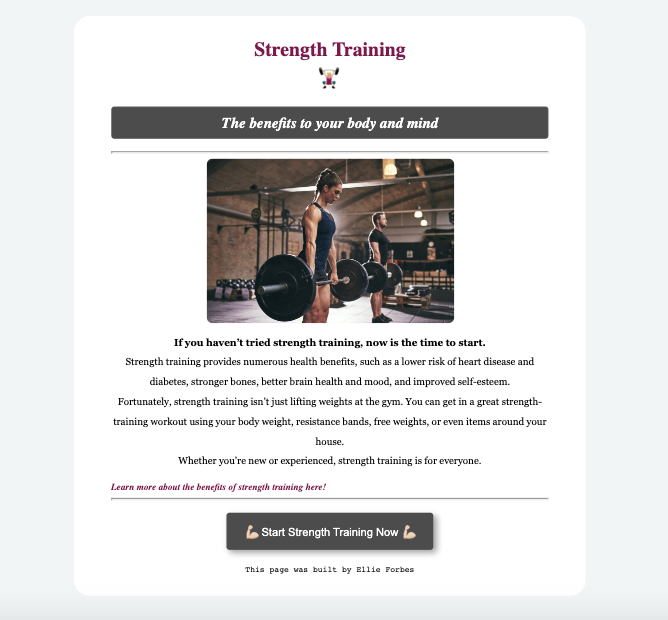 Strength Training
The benefits to your body and mind
If you haven’t tried strength training, now is the time to start.
Strength training provides numerous health benefits, such as a lower risk of heart disease and
diabetes, stronger bones, better brain health and mood, and improved self-esteem.
Fortunately, strength training isn’t just lifting weights at the gym. You can get in a great strength-
training workout using your body weight, resistance bands, free weights, or even items around your
house.
Whether you’re new or experienced, strength training is for everyone.
Learn more about the benefits of strength training here!
💪🏻Start Strength Training Now 💪🏻
This page was built by Ellie Forbes